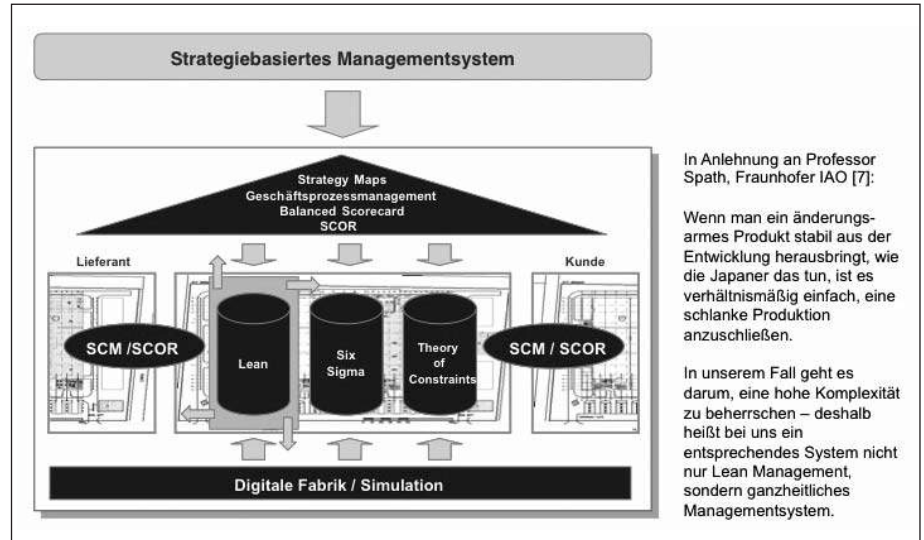 Strategiebasiertes Managementsystem
Strategy Maps
Geschäftsprozessmanagement
Balanced Scorecard
SCOR
Lieferant
Kunde
SCM /SCOR
Lean
Six
Sigma
Theory
of
Constraints
SCM / SCOR
Digitale Fabrik / Simulation
In Anlehnung an Professor
Spath, Fraunhofer IAO [7]:
Wenn man ein änderungs-
armes Produkt stabil aus der
Entwicklung herausbringt, wie
die Japaner das tun, ist es
verhältnismäßig einfach, eine
schlanke Produktion
anzuschließen.
In unserem Fall geht es
darum, eine hohe Komplexität
zu beherrschen – deshalb
heißt bei uns ein
entsprechendes System nicht
nur Lean Management,
sondern ganzheitliches
Managementsystem.